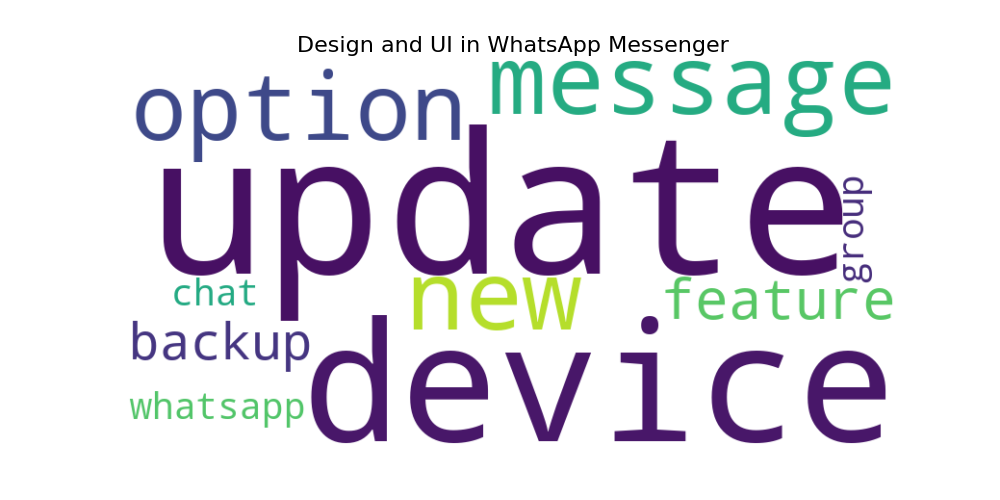 Design and UI in WhatsApp Messenger
message
option
update
group
chat
new
feature
backup
device
whatsapp